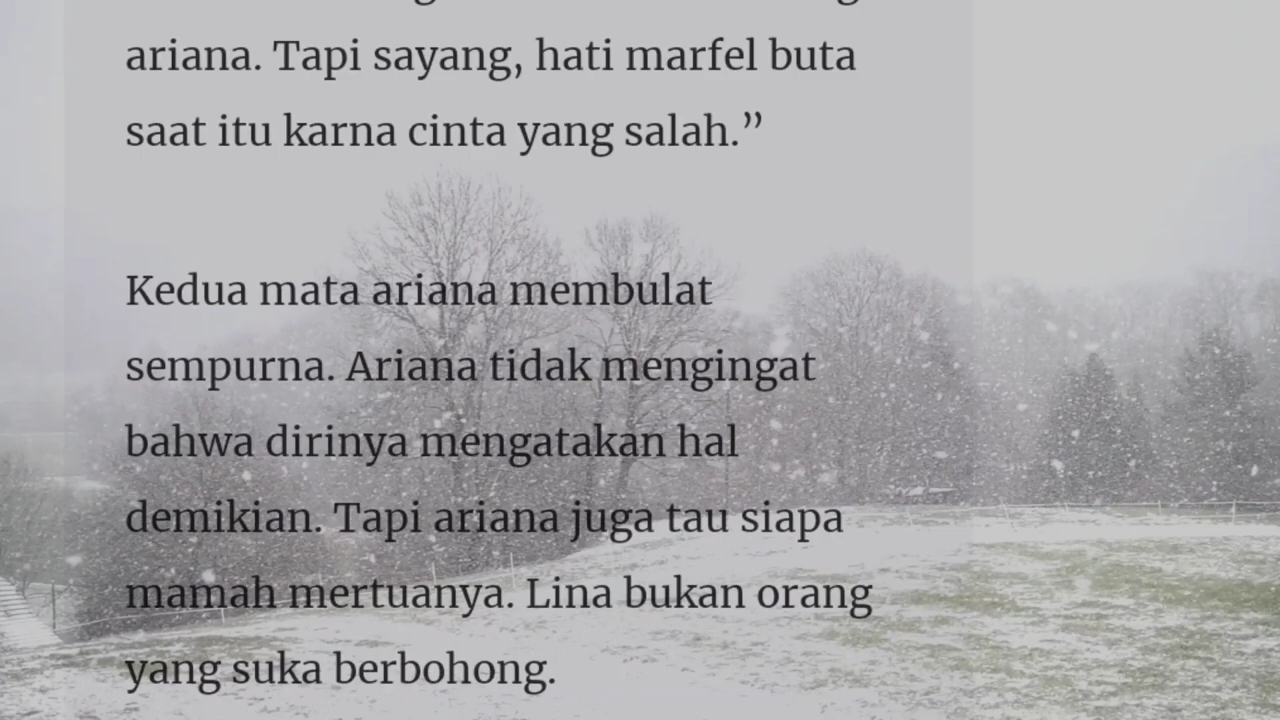 ariana. Tapi sayang, hati marfel buta
saat itu karna cinta yang salah.”
Kedua mata ariana membulat
sempurna. Ariana tidak mengingat
bahwa dirinya mengatakan hal
demikian. Tapi ariana juga tau siapa
mamah mertuanya. Lina bukan orang
yang suka berbohong.